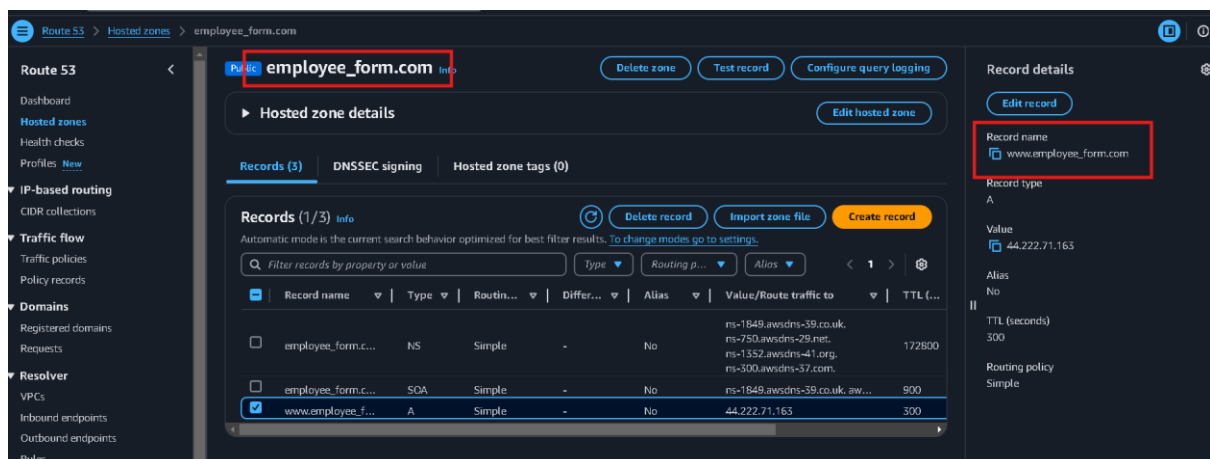 Route 53 > Hosted zones > employee_form.com
Route 53
Dashboard
Hosted zones
Health checks
Profiles New
IP-based routing
CIDR collections
Traffic flow
Traffic policies
Policy records
Domains
Registered domains
Requests
Resolver
VPCs
Inbound endpoints
Outbound endpoints
Rules
Public employee_form.com Info
Delete zone
Test record
Configure query logging
Hosted zone details
Edit hosted zone
Records (3)
DNSSEC signing
Hosted zone tags (0)
Records (1/3) Info
Delete record
Import zone file
Create record
Automatic mode is the current search behavior optimized for best filter results. To change modes go to settings.
Filter records by property or value
Type
Routing p...
Alias
1
Record name Type Routin... Differ... Alias Value/Route traffic to TTL (...
employee_form.c... NS Simple - No ns-1849.awsdns-39.co.uk. 172800
ns-750.awsdns-29.net.
ns-1352.awsdns-41.org.
ns-300.awsdns-37.com.
employee_form.c... SOA Simple - No ns-1849.awsdns-39.co.uk. aw... 900
www.employee_f... A Simple - No 44.222.71.163 300
Record details
Edit record
Record name
www.employee_form.com
Record type
A
Value
44.222.71.163
Alias
No
TTL (seconds)
300
Routing policy
Simple